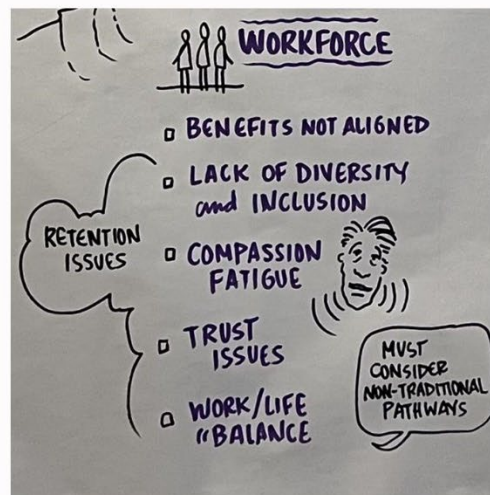 WORKFORCE
BENEFITS NOT ALIGNED
LACK OF DIVERSITY
and INCLUSION
RETENTION
ISSUES
COMPASSION
FATIGUE
TRUST
ISSUES
MUST
CONSIDER
NON-TRADITIONAL
PATHWAYS
WORK/LIFE
"BALANCE